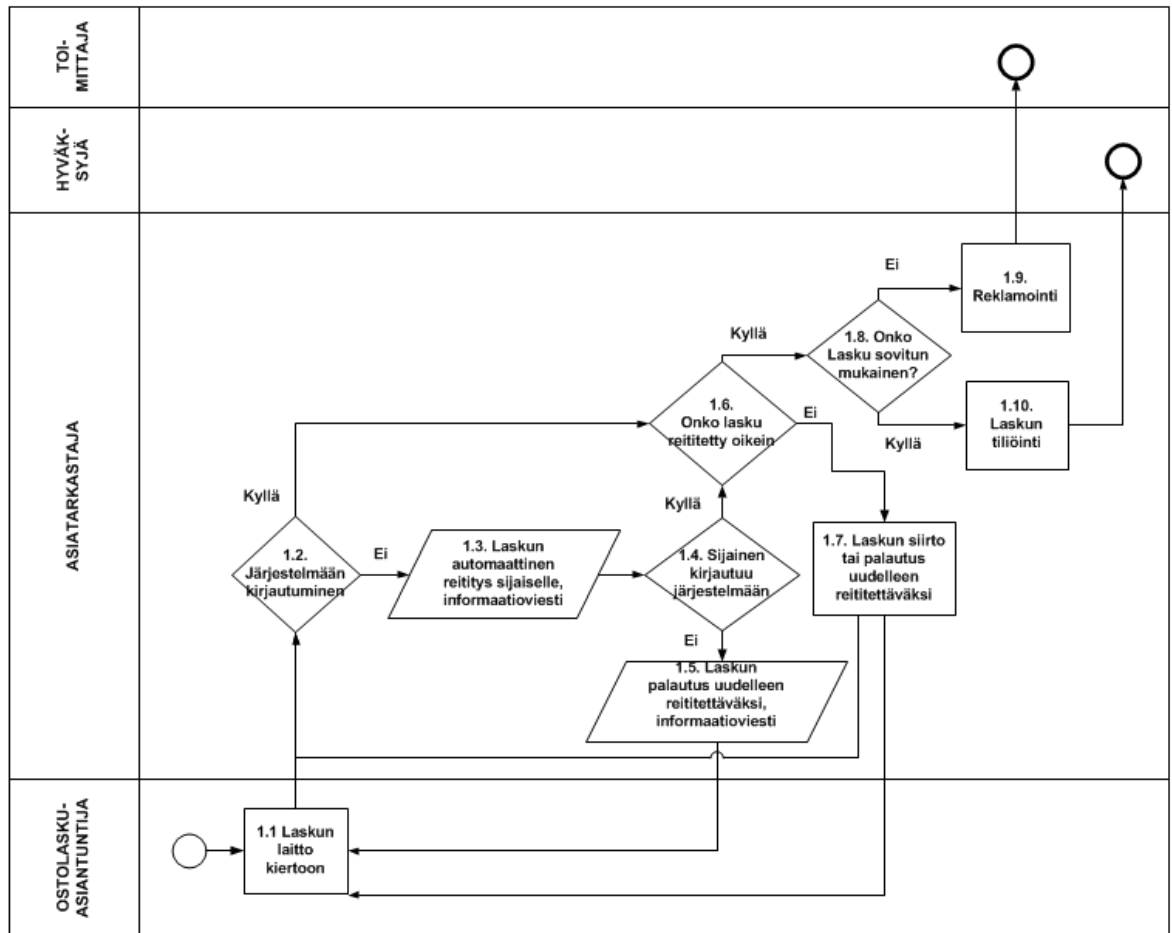 TOI-
MITTAJA
HYVÄK-
SYJÄ
ASIATARKASTAJA
OSTOLASKU-
ASIANTUNTIJA
1.1 Laskun
laitto
kiertoon
1.2.
Järjestelmään
kirjautuminen
Kyllä
Ei
1.3. Laskun
automaattinen
reititys sijaiselle,
informaatioviesti
1.4. Sijainen
kirjautuu
järjestelmään
Kyllä
Ei
1.5. Laskun
palautus uudelleen
reititettäväksi,
informaatioviesti
1.6.
Onko lasku
reititetty oikein
Kyllä
Ei
1.7. Laskun siirto
tai palautus
uudelleen
reititettäväksi
1.8. Onko
Lasku sovitun
mukainen?
Ei
Kyllä
1.9.
Reklamointi
1.10.
Laskun
tiliöinti